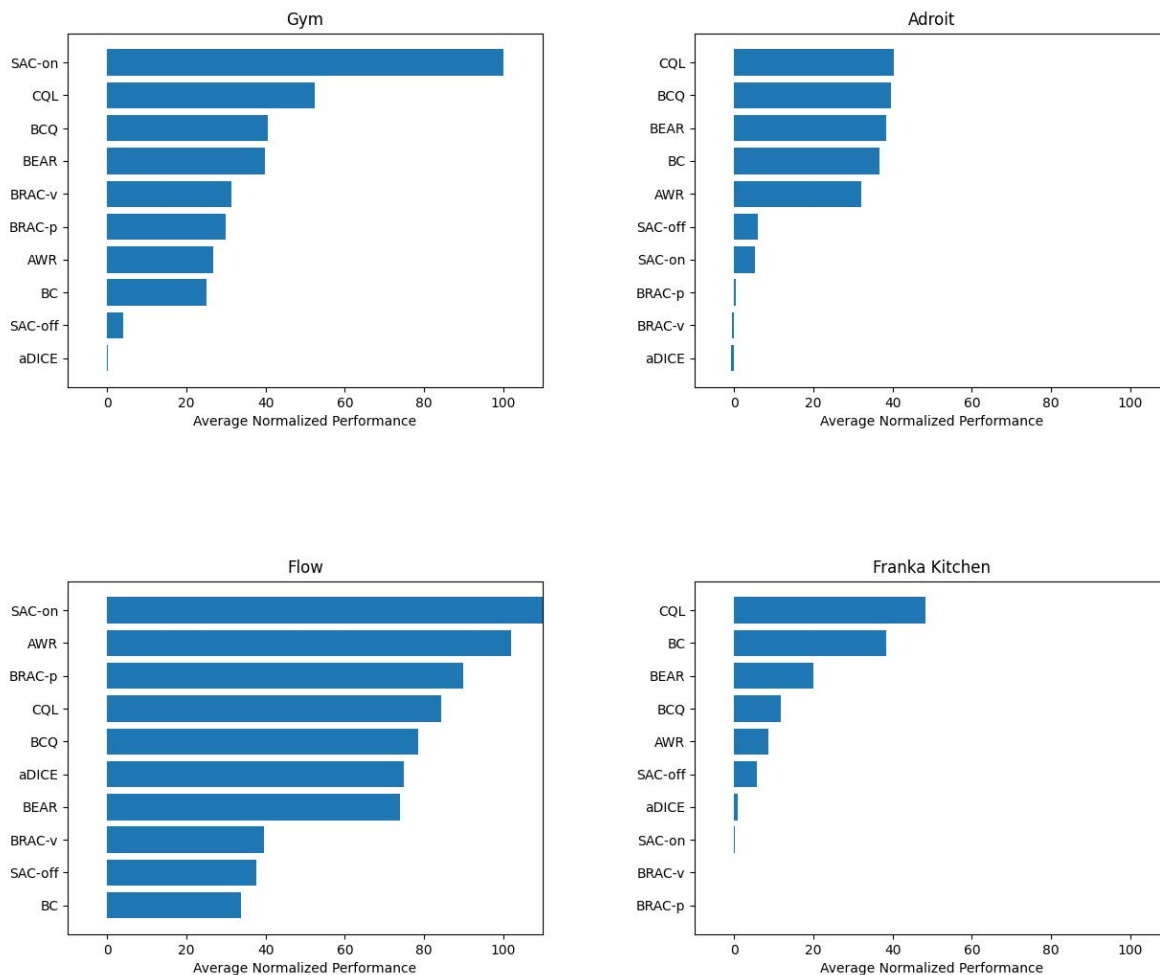 Gym
SAC-on
CQL
BCQ
BEAR
BRAC-v
BRAC-p
AWR
BC
SAC-off
aDICE
0 20 40 60 80 100
Average Normalized Performance
Adroit
CQL
BCQ
BEAR
BC
AWR
SAC-off
SAC-on
BRAC-p
BRAC-v
aDICE
0 20 40 60 80 100
Average Normalized Performance
Flow
SAC-on
AWR
BRAC-p
CQL
BCQ
aDICE
BEAR
BRAC-v
SAC-off
BC
0 20 40 60 80 100
Average Normalized Performance
Franka Kitchen
CQL
BC
BEAR
BCQ
AWR
SAC-off
aDICE
SAC-on
BRAC-v
BRAC-p
0 20 40 60 80 100
Average Normalized Performance